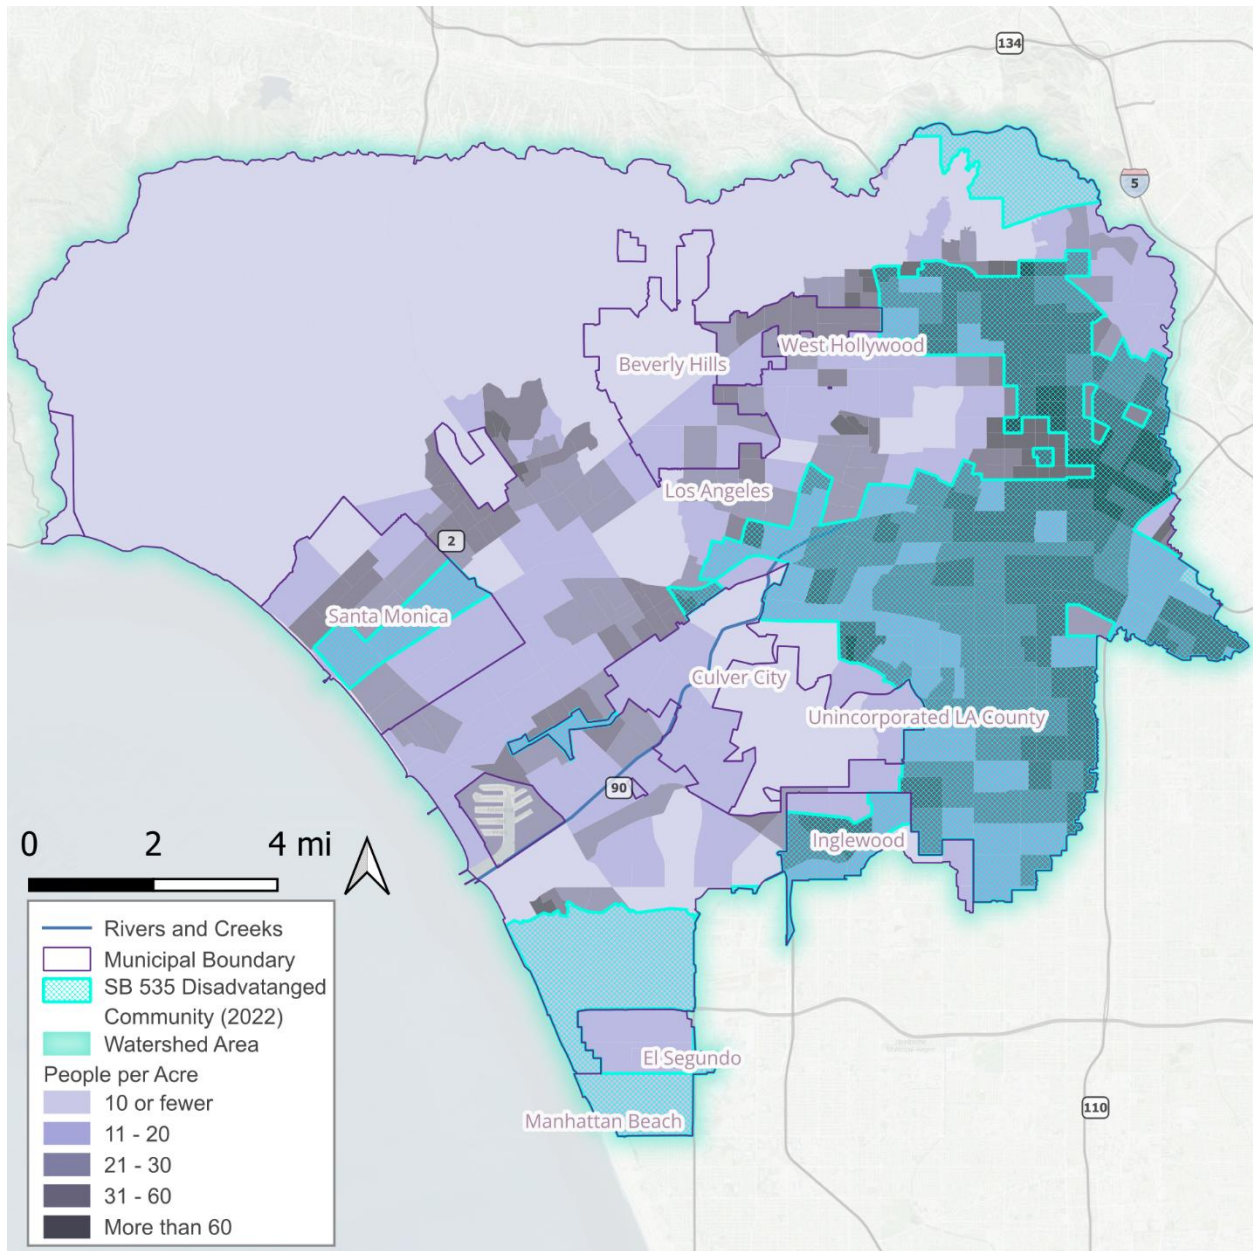 134
5
West Hollywood
Beverly Hills
Los Angeles
2
Santa Monica
Culver City
Unincorporated LA County
90
Inglewood
0 2 4 mi
El Segundo
Manhattan Beach
110
Rivers and Creeks
Municipal Boundary
SB 535 Disadvatanged
Community (2022)
Watershed Area
People per Acre
10 or fewer
11 - 20
21 - 30
31 - 60
More than 60